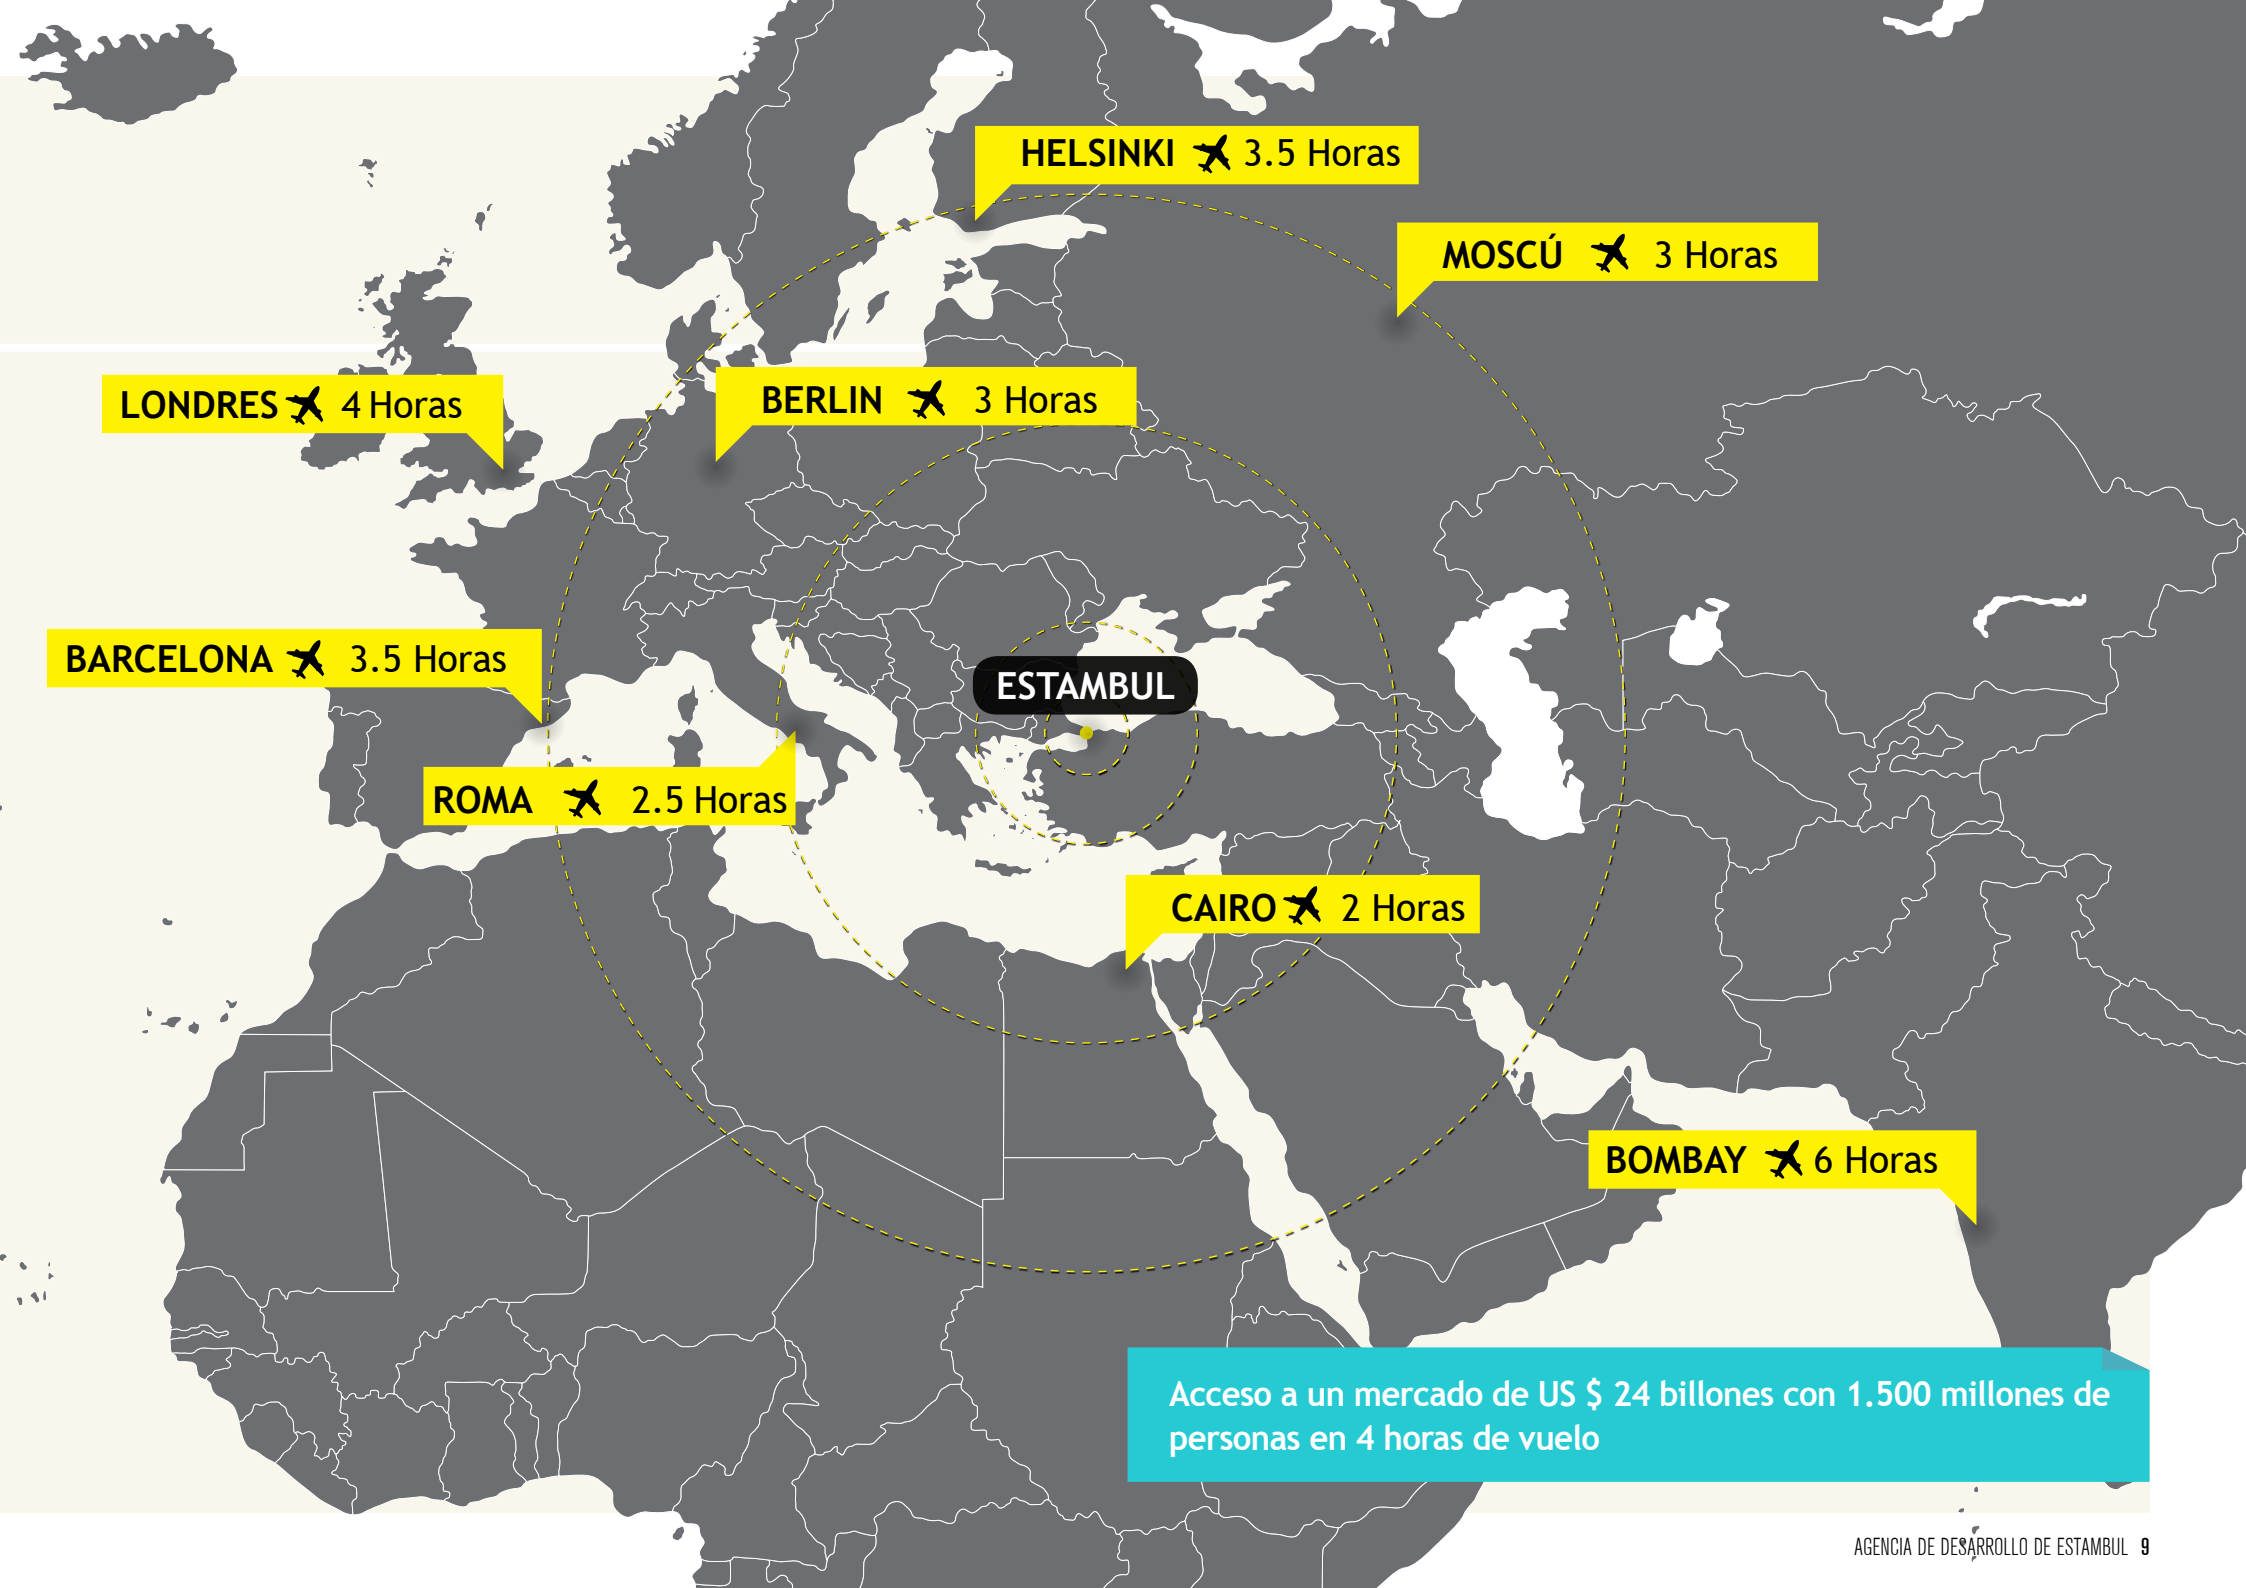 HELSINKI 3.5 Horas
MOSCÚ 3 Horas
LONDRES 4 Horas
BERLIN 3 Horas
BARCELONA 3.5 Horas
ESTAMBUL
ROMA 2.5 Horas
CAIRO 2 Horas
BOMBAY 6 Horas
Acceso a un mercado de US $ 24 billones con 1.500 millones de
personas en 4 horas de vuelo
AGENCIA DE DESARROLLO DE ESTAMBUL 9